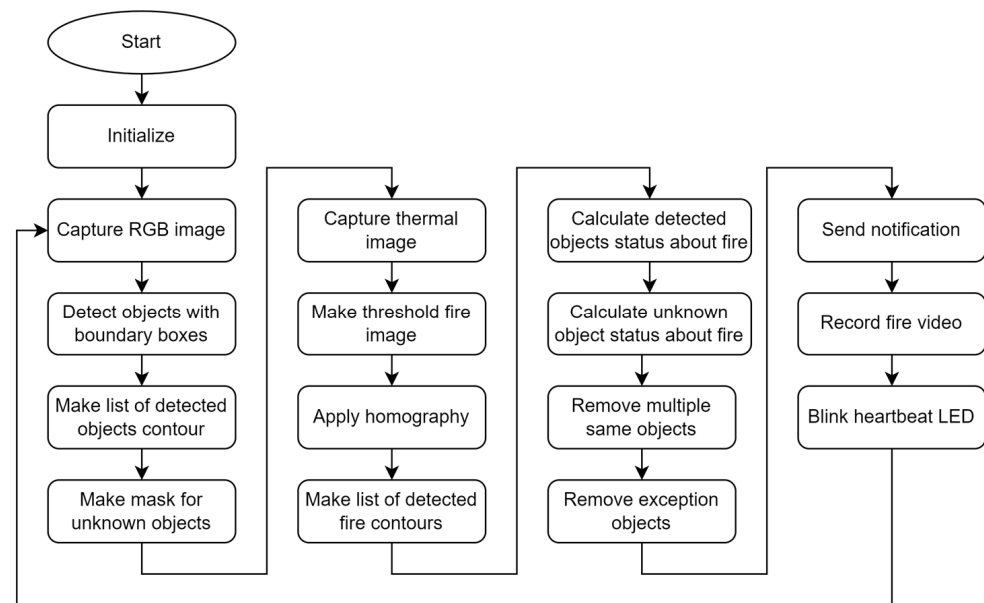 Start
Initialize
Capture RGB image
Detect objects with
boundary boxes
Make list of detected
objects contour
Make mask for
unknown objects
Capture thermal
image
Make threshold fire
image
Apply homography
Make list of detected
fire contours
Calculate detected
objects status about fire
Calculate unknown
object status about fire
Remove multiple
same objects
Remove exception
objects
Send notification
Record fire video
Blink heartbeat LED